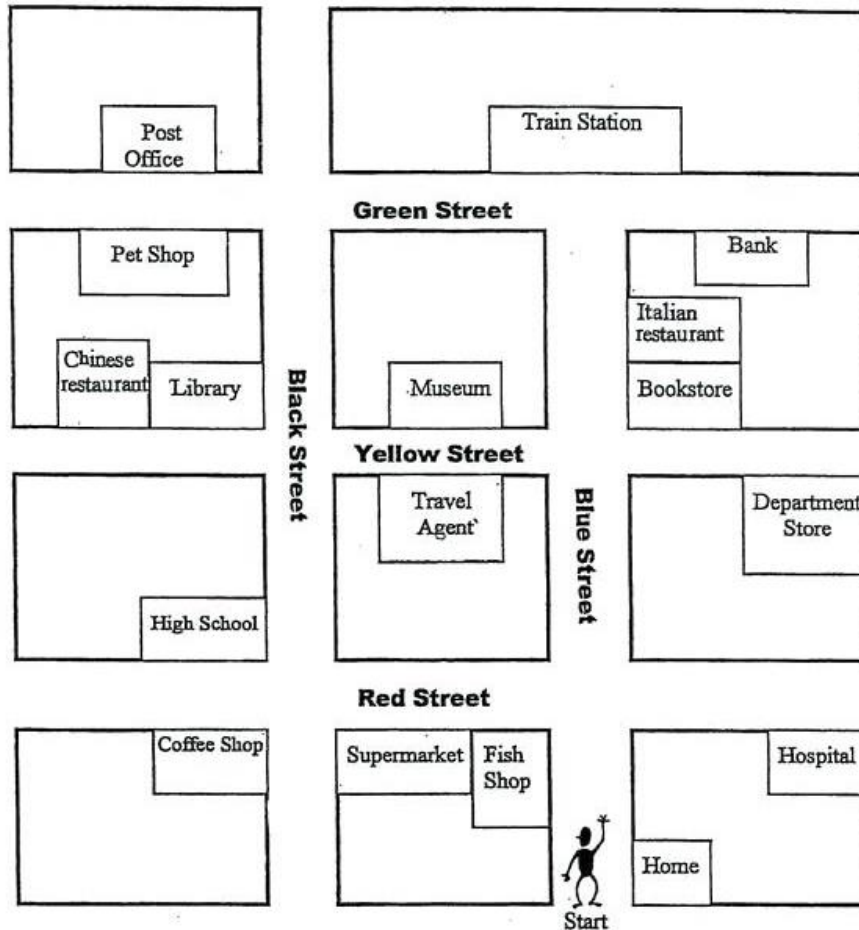 Post
Office
Train Station
Green Street
Pet Shop
Bank
Italian
restaurant
Chinese
restaurant
Library
Black Street
Museum
Bookstore
Yellow Street
Travel
Agent`
Blue Street
Department
Store
High School
Red Street
Coffee Shop
Supermarket
Fish
Shop
Hospital
Home
Start